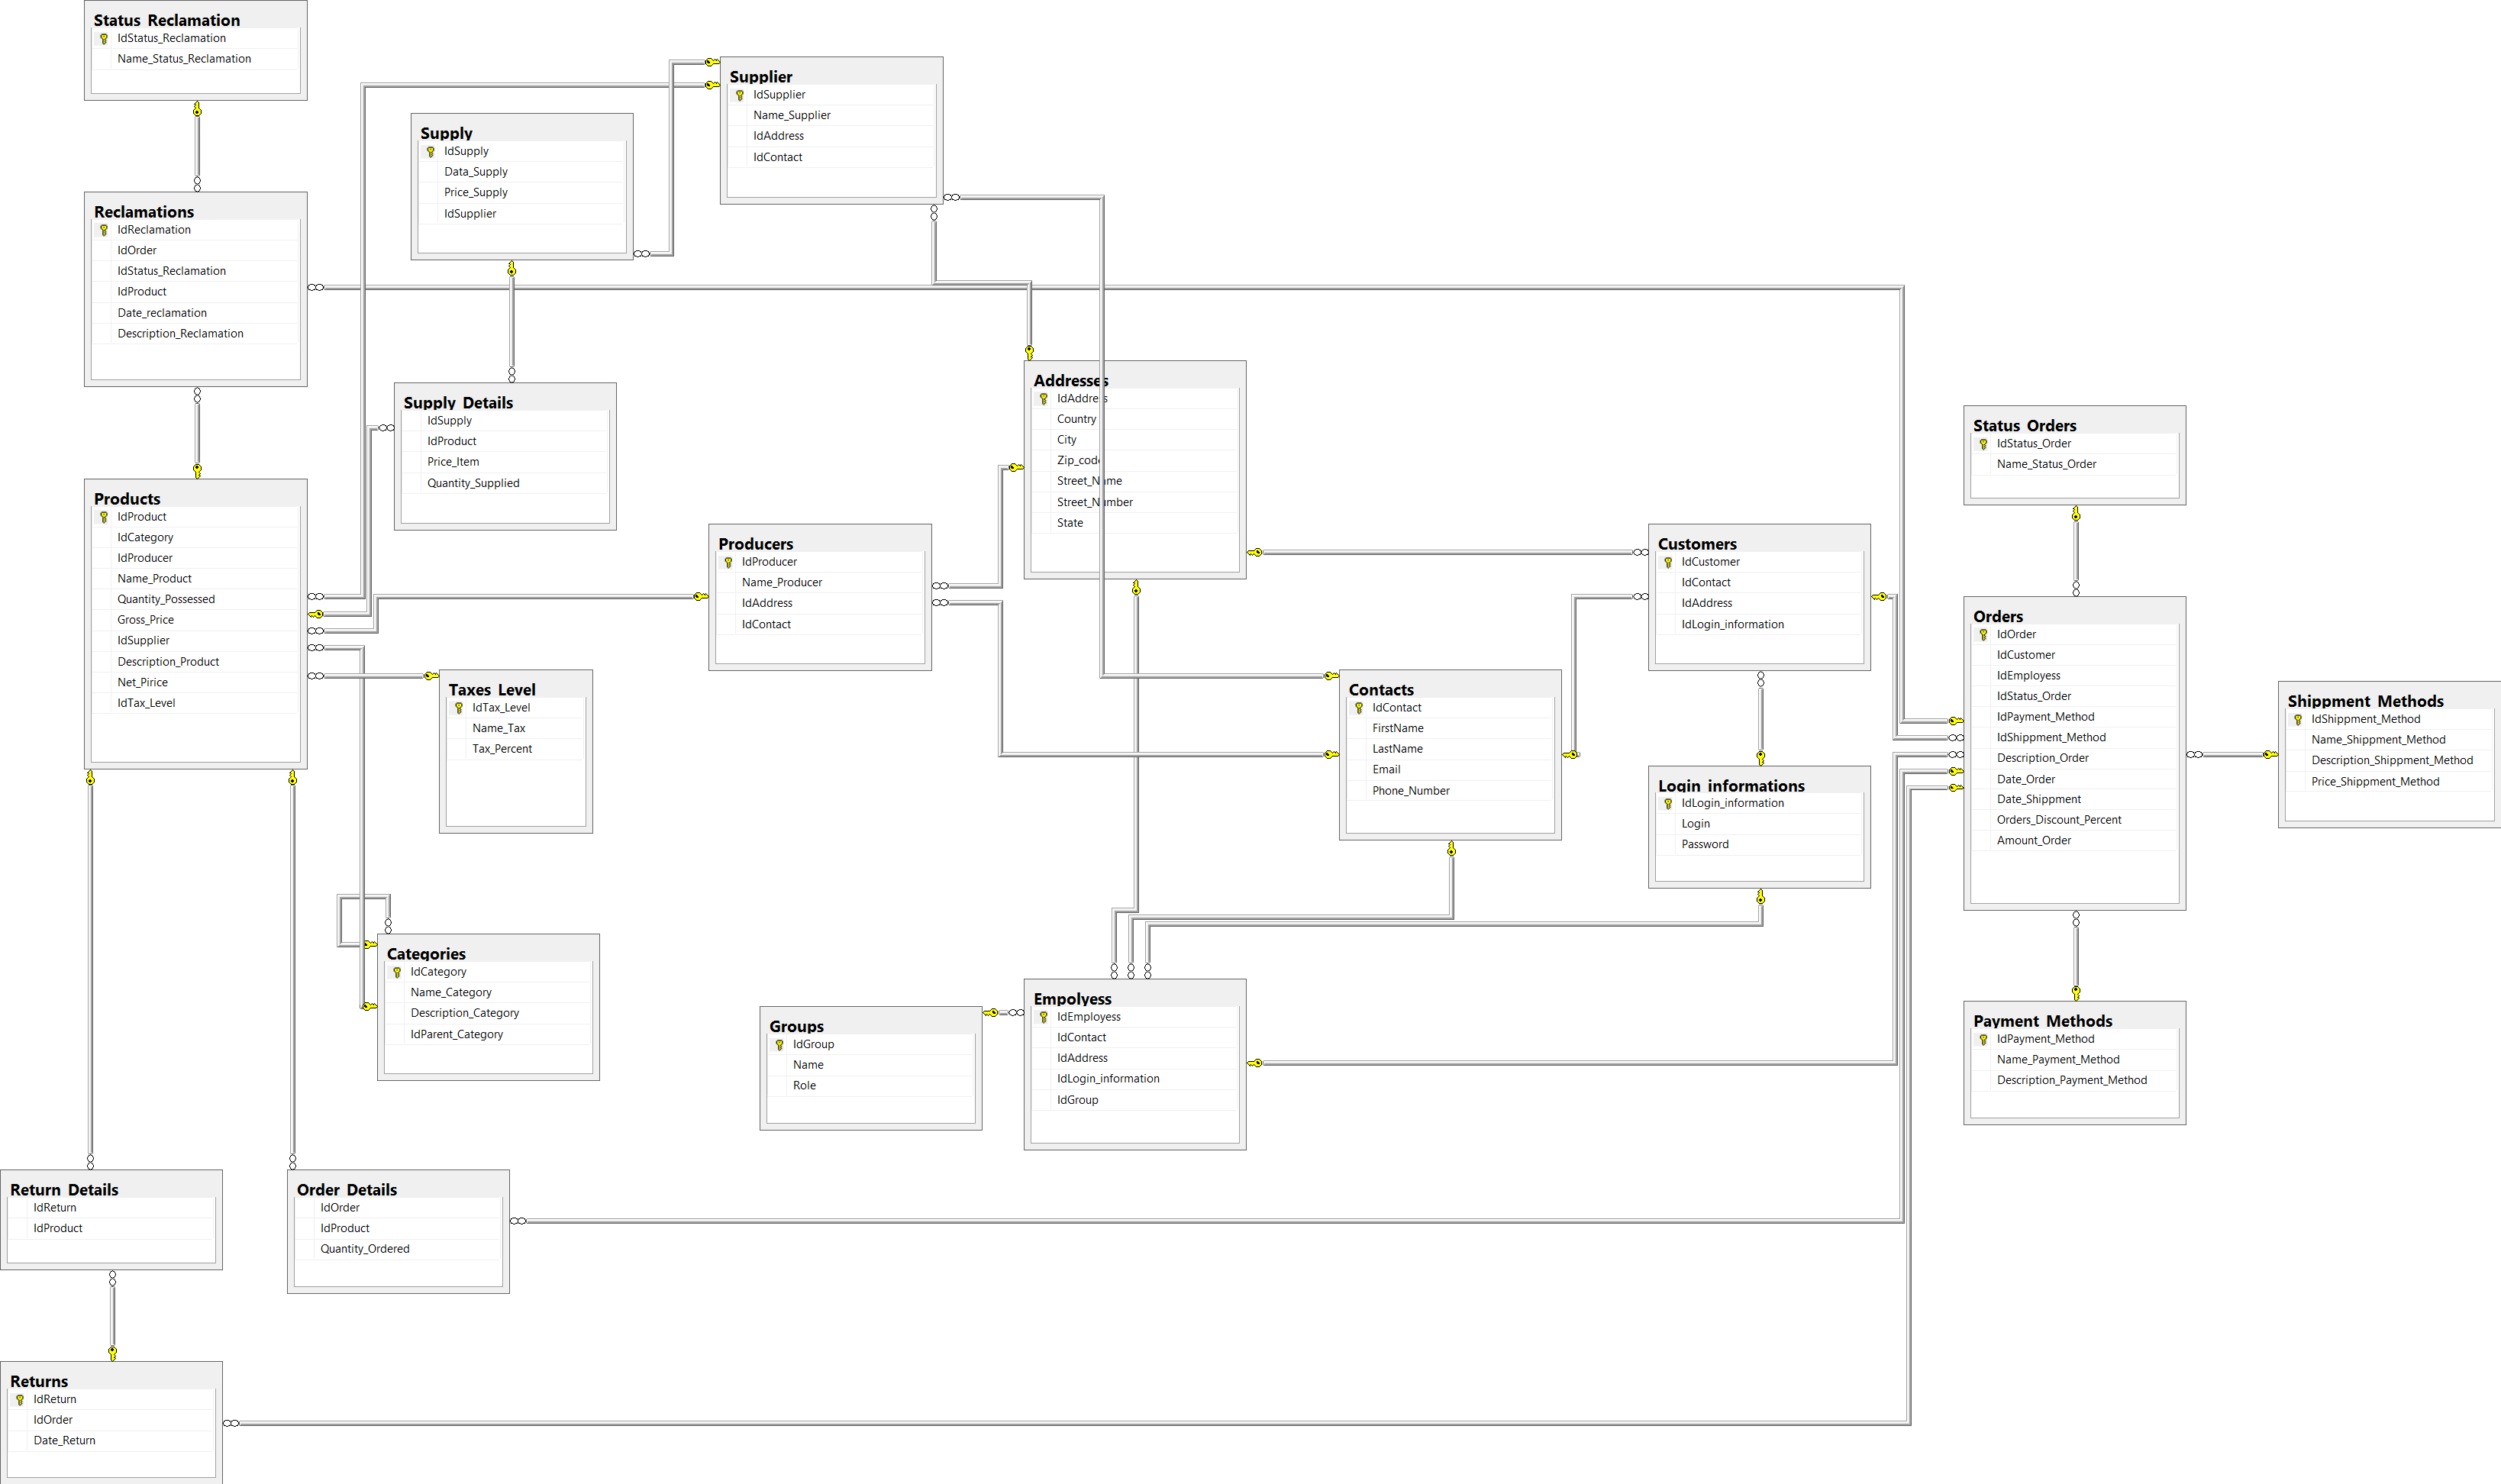 Status_Reclamation
IdStatus_Reclamation
Name_Status_Reclamation
Supplier
IdSupplier
Name_Supplier
IdAddress
IdContact
Supply
IdSupply
Data_Supply
Price_Supply
IdSupplier
Reclamations
IdReclamation
IdOrder
IdStatus_Reclamation
IdProduct
Date_reclamation
Description_Reclamation
Supply_Details
IdSupply
IdProduct
Price_Item
Quantity_Supplied
Addresses
IdAddress
Country
City
Zip_code
Street_Name
Street_Number
State
Status_Orders
IdStatus_Order
Name_Status_Order
Products
IdProduct
IdCategory
IdProducer
Name_Product
Quantity_Possessed
Gross_Price
IdSupplier
Description_Product
Net_Pirice
IdTax_Level
Producers
IdProducer
Name_Producer
IdAddress
IdContact
Customers
IdCustomer
IdContact
IdAddress
IdLogin_information
Orders
IdOrder
IdCustomer
IdEmployess
IdStatus_Order
IdPayment_Method
IdShippment_Method
Description_Order
Date_Order
Date_Shippment
Orders_Discount_Percent
Amount_Order
Taxes_Level
IdTax_Level
Name_Tax
Tax_Percent
Contacts
IdContact
FirstName
LastName
Email
Phone_Number
Shippment_Methods
IdShippment_Method
Name_Shippment_Method
Description_Shippment_Method
Price_Shippment_Method
Login_informations
IdLogin_information
Login
Password
Categories
IdCategory
Name_Category
Description_Category
IdParent_Category
Groups
IdGroup
Name
Role
Empolyess
IdEmployess
IdContact
IdAddress
IdLogin_information
IdGroup
Payment_Methods
IdPayment_Method
Name_Payment_Method
Description_Payment_Method
Return_Details
IdReturn
IdProduct
Order_Details
IdOrder
IdProduct
Quantity_Ordered
Returns
IdReturn
IdOrder
Date_Return